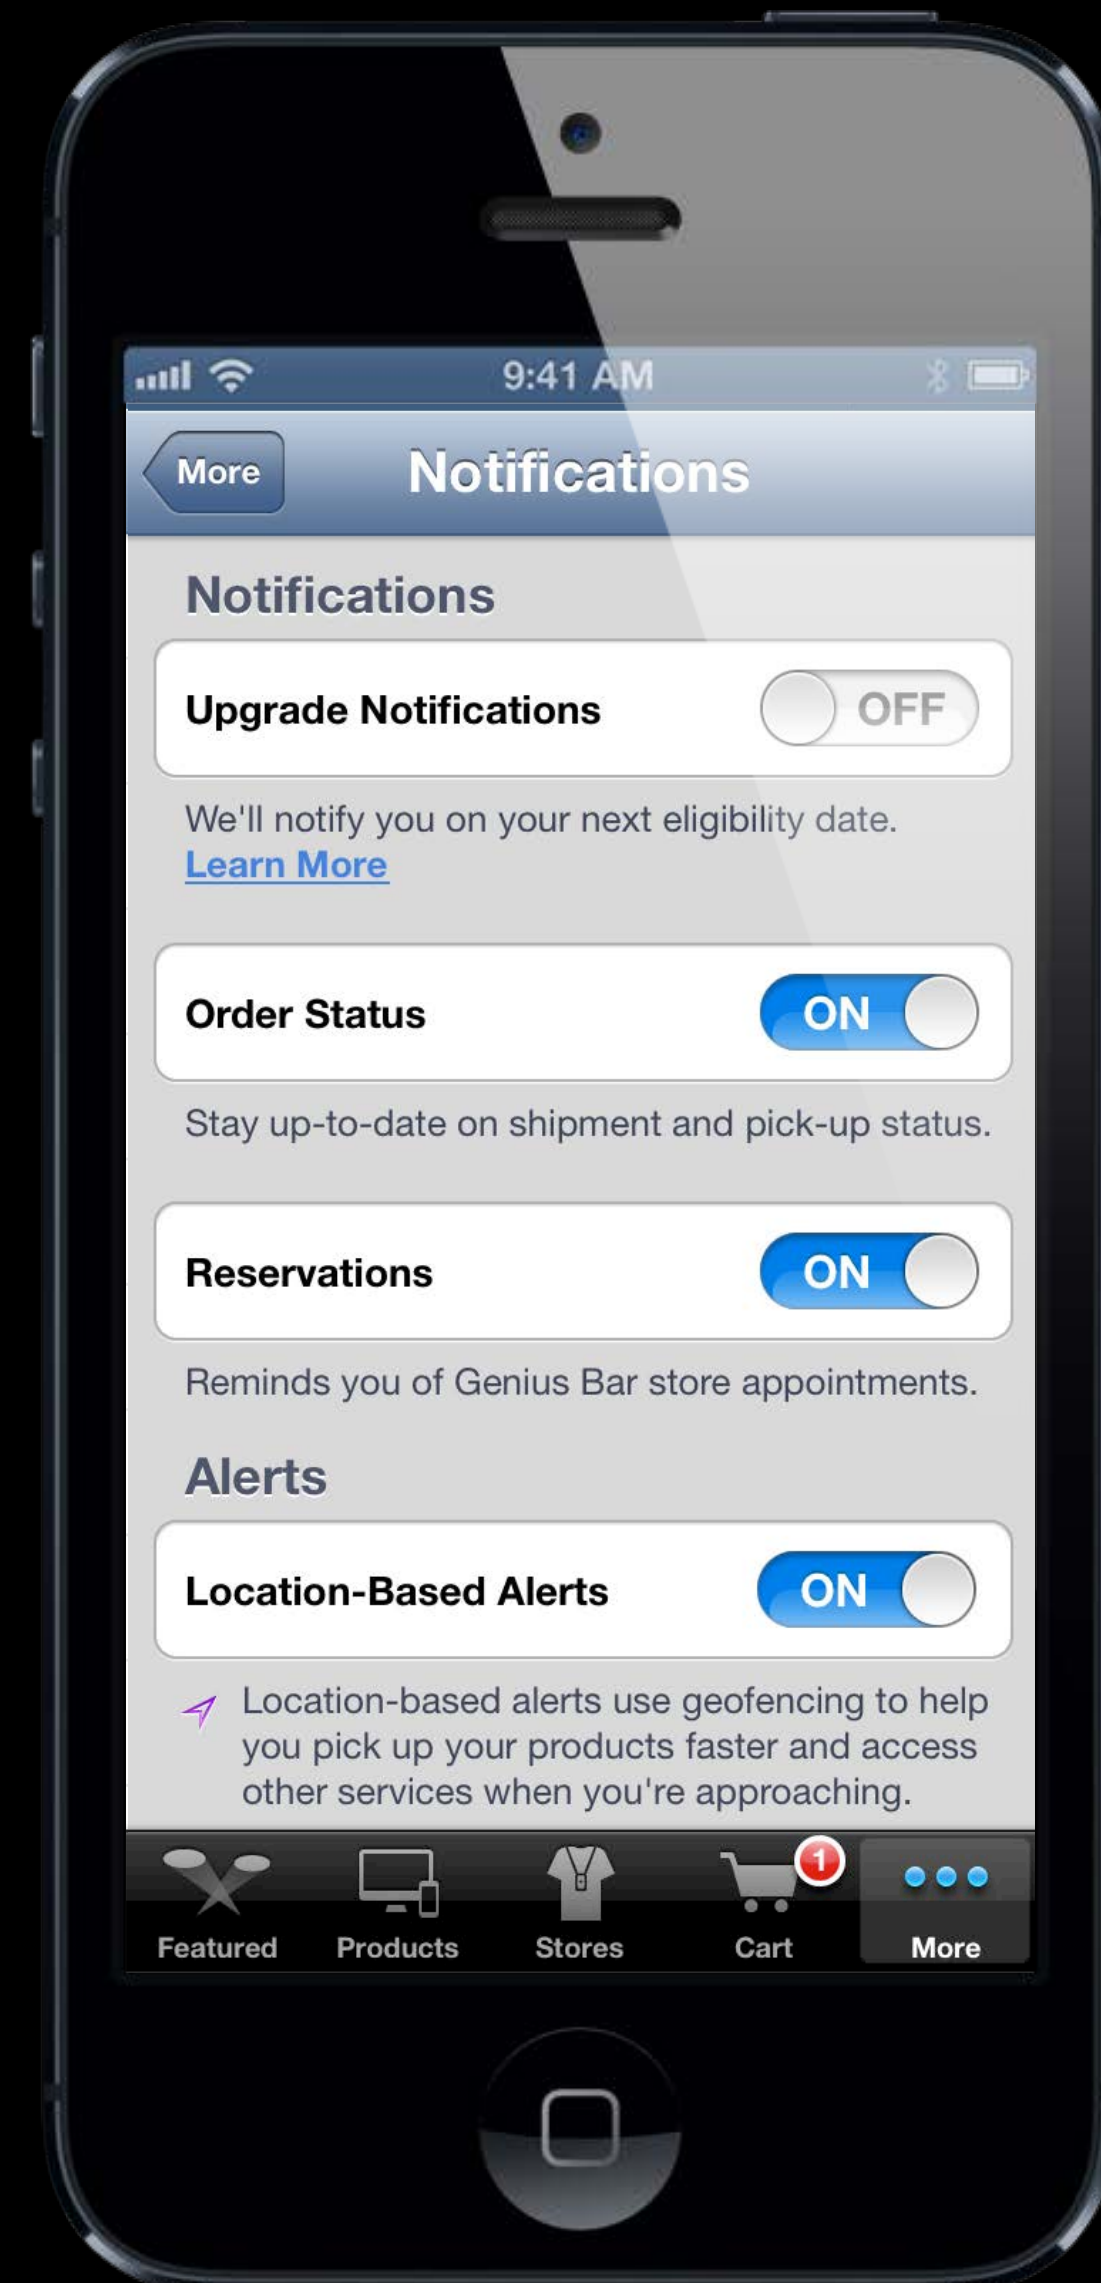 9:41 AM
More
Notifications
Notifications
Upgrade Notifications
OFF
We'll notify you on your next eligibility date.
Learn More
Order Status
ON
Stay up-to-date on shipment and pick-up status.
Reservations
ON
Reminds you of Genius Bar store appointments.
Alerts
Location-Based Alerts
ON
Location-based alerts use geofencing to help
you pick up your products faster and access
other services when you're approaching.
1
Featured
Products
Stores
Cart
More